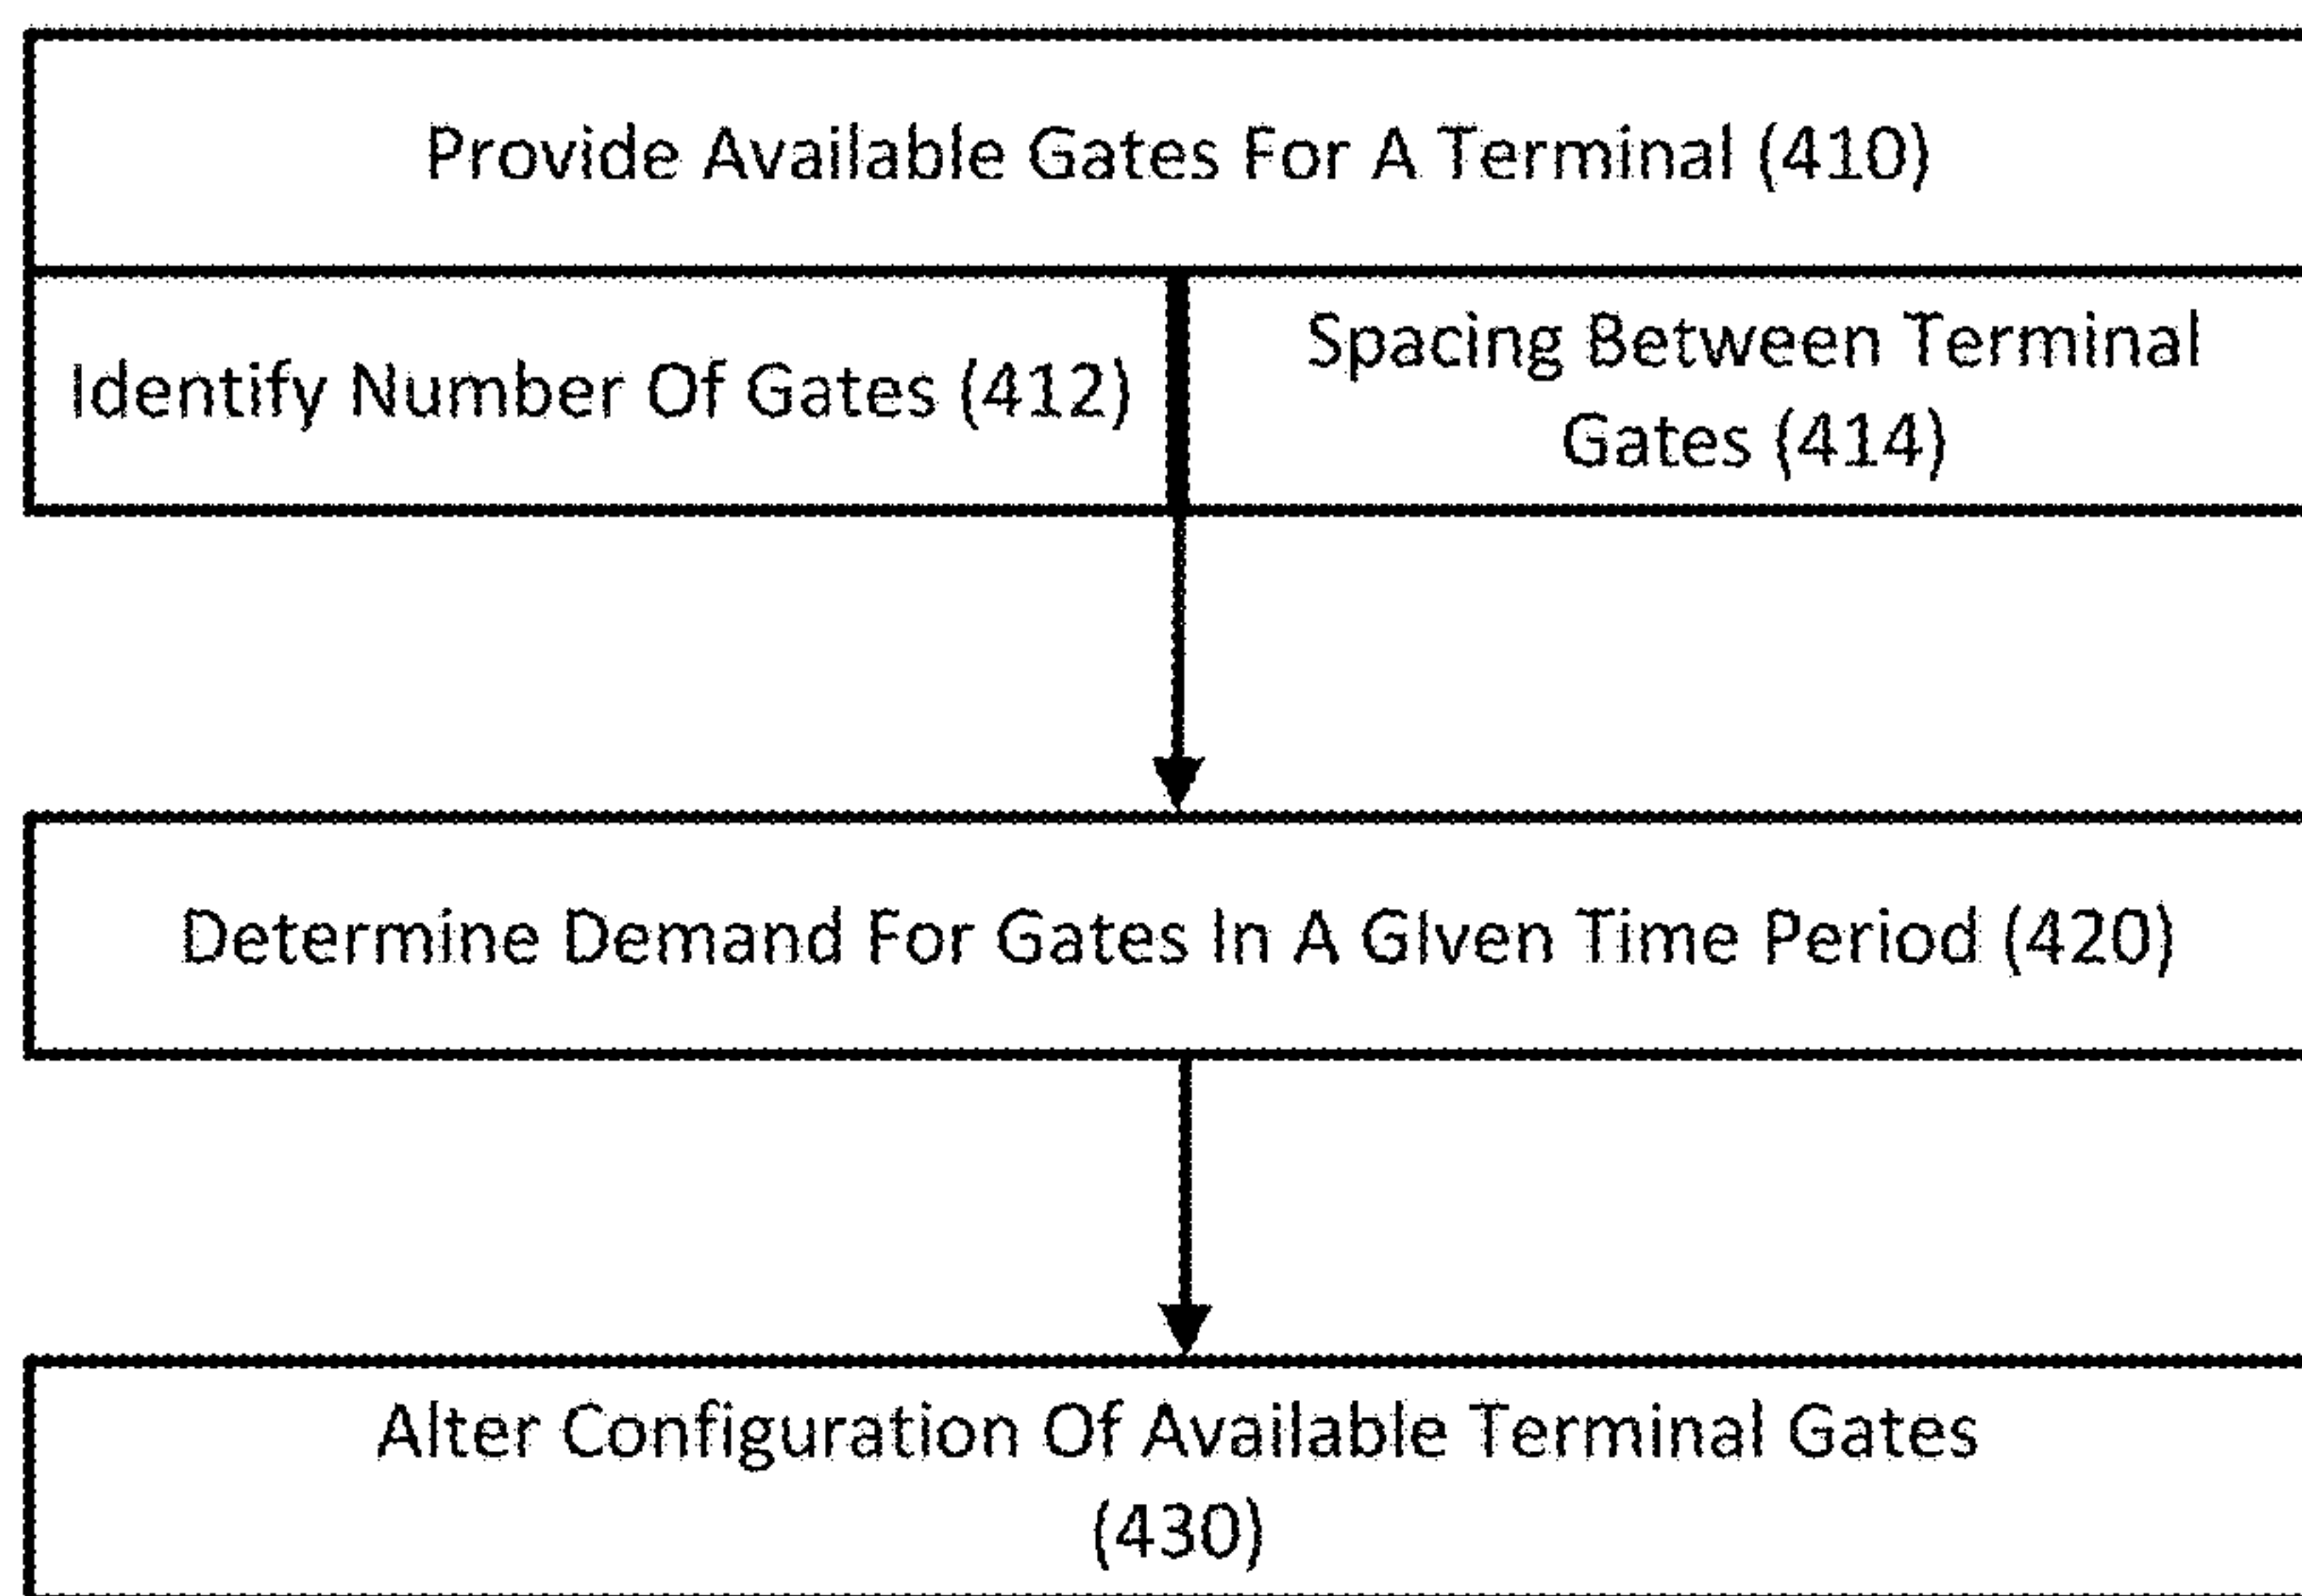 Provide Available Gates For A Terminal (410)
Identify Number Of Gates (412)
Spacing Between Terminal
Gates (414)
Determine Demand For Gates In A GIven Time Period (420)
Alter Configuration Of Available Terminal Gates
(430)